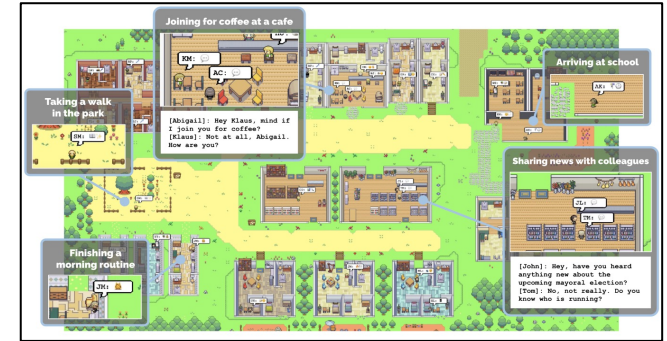 Joining for coffee at a cafe
KM:
AC:
[Abigail]: Hey Klaus, mind if
I join you for coffee?
[Klaus]: Not at all, Abigail.
How are you?
Taking a walk
in the park
SM:
Finishing a
morning routine
JM:
Arriving at school
AK:
Sharing news with colleagues
JL:
TM:
[John]: Hey, have you heard
anything new about the
upcoming mayoral election?
[Tom]: No, not really. Do you
know who is running?